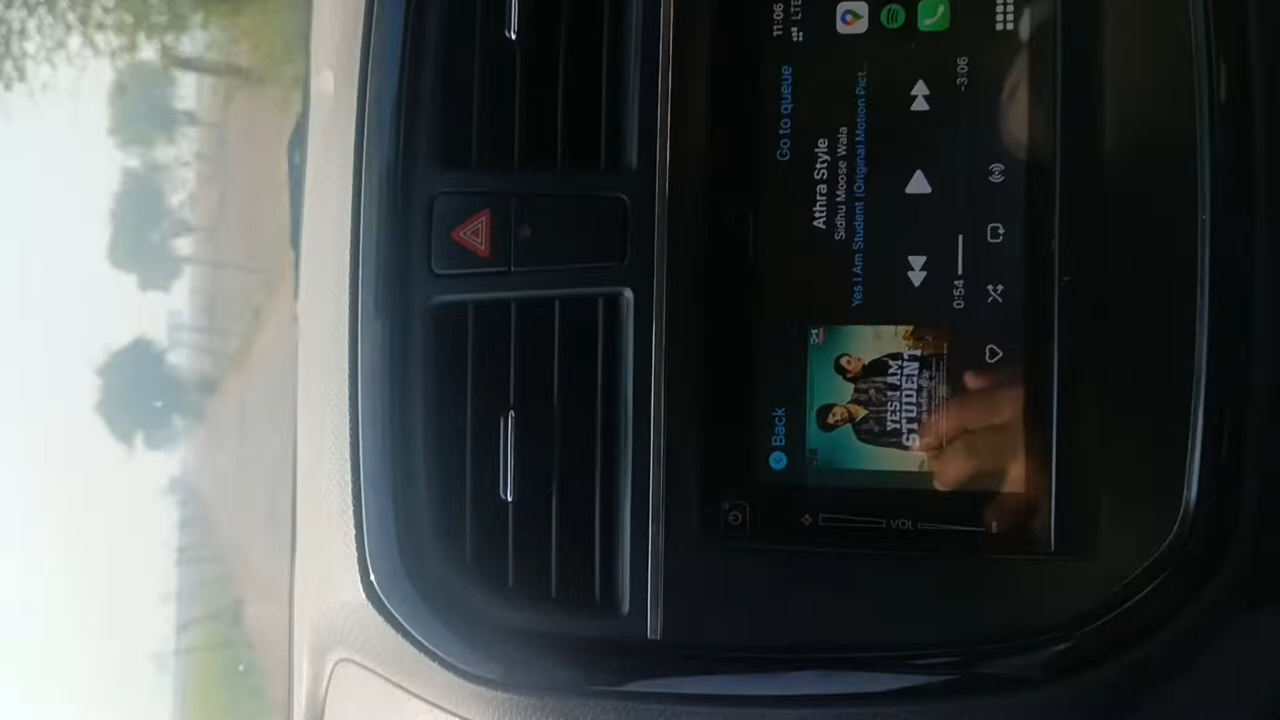 11:06
LTE
Back
Go to queue
Athra Style
Sidhu Moose Wala
Yes I Am Student (Original Motion Pict...
0:54
-3:06
YES I AM
STUDENT
+ VOL -